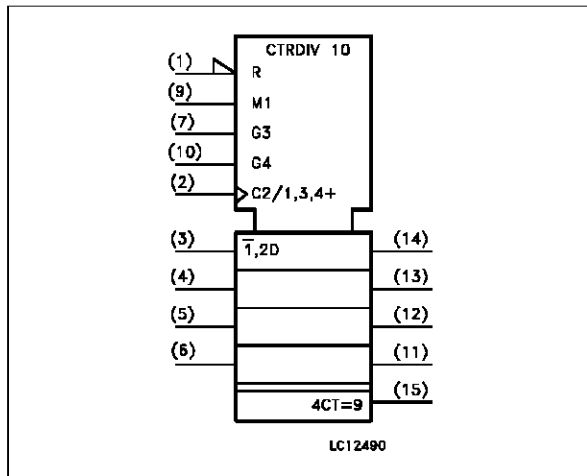 CTRDIV 10
(1) R
(9) M1
(7) G3
(10) G4
(2) C2/1,3,4+
(3) 1̅,2D (14)
(4) (13)
(5) (12)
(6) (11)
4CT=9 (15)
LC12490